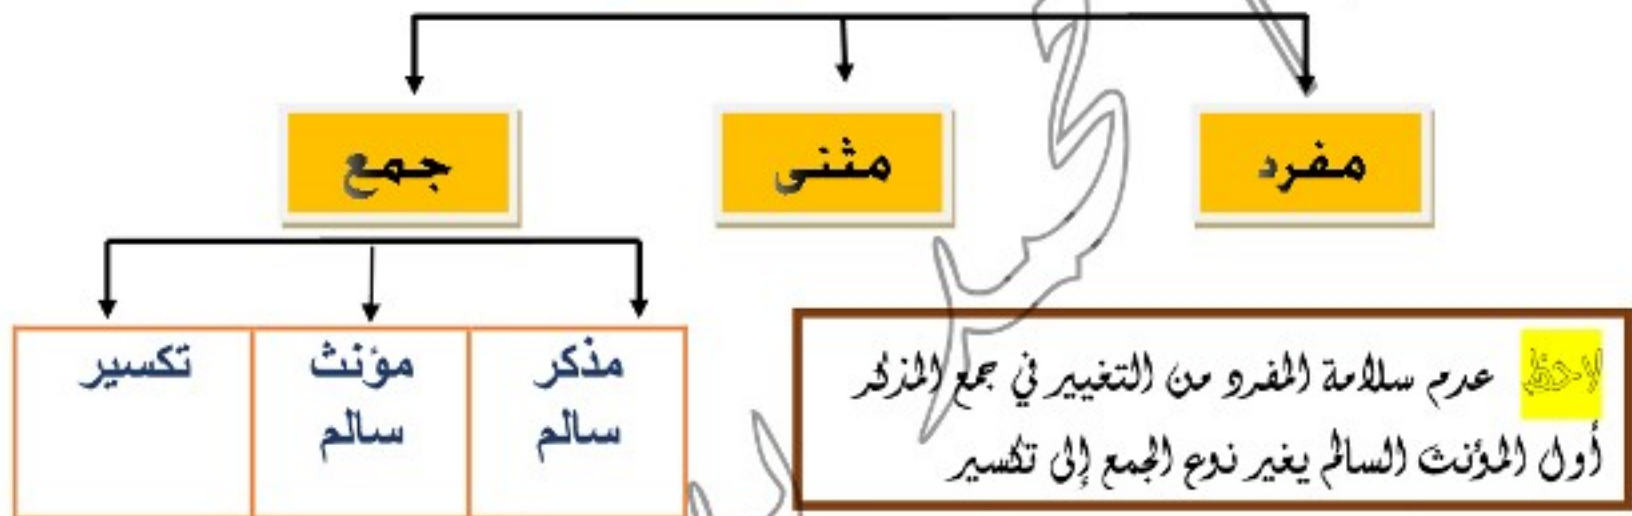 مفرد
مثنى
جمع
مذكر
سالم
مؤنث
سالم
تكسير
لاحظ عدم سلامة المفرد من التغيير في جمع المذكر
أول المؤنث السالم يغير نوع الجمع إلى تكسير